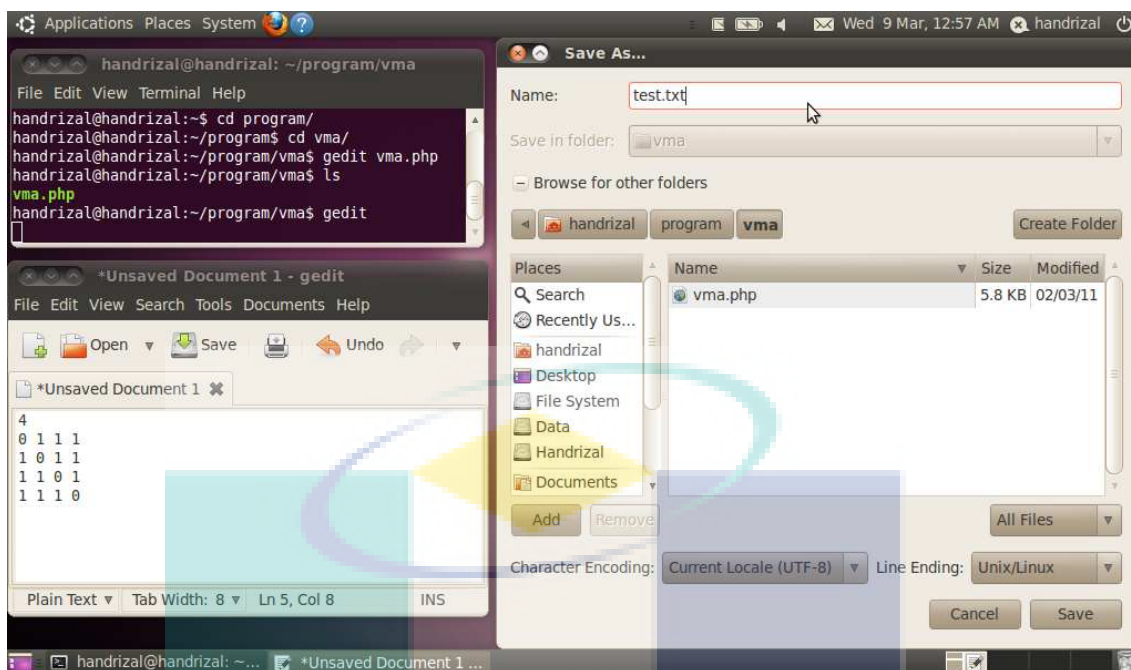 Applications Places System
Wed 9 Mar, 12:57 AM handrizal
handrizal@handrizal: ~/program/vma
File Edit View Terminal Help
handrizal@handrizal:~$ cd program/
handrizal@handrizal:~/program$ cd vma/
handrizal@handrizal:~/program/vma$ gedit vma.php
handrizal@handrizal:~/program/vma$ ls
vma.php
handrizal@handrizal:~/program/vma$ gedit
*Unsaved Document 1 - gedit
File Edit View Search Tools Documents Help
Open Save Undo
*Unsaved Document 1
4
0 1 1 1
1 0 1 1
1 1 0 1
1 1 1 0
Plain Text Tab Width: 8 Ln 5, Col 8 INS
Save As...
Name: test.txt
Save in folder: vma
Browse for other folders
handrizal program vma Create Folder
Places
Search
Recently Us...
handrizal
Desktop
File System
Data
Handrizal
Documents
Name Size Modified
vma.php 5.8 KB 02/03/11
Add Remove All Files
Character Encoding: Current Locale (UTF-8) Line Ending: Unix/Linux
Cancel Save
handrizal@handrizal: ~... *Unsaved Document 1 ...